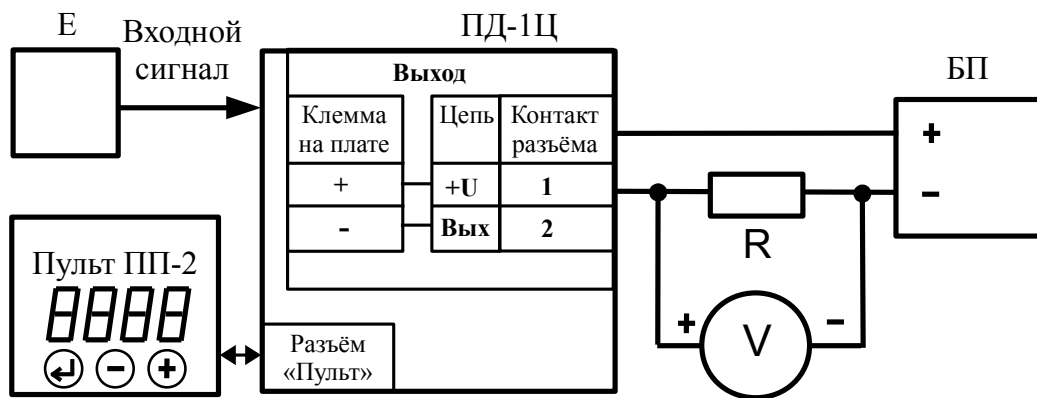 Е
Входной
сигнал
ПД-1Ц
БП
Выход
Клемма
на плате
Цепь
Контакт
разъёма
+
+U
1
-
Вых
2
+
-
R
+
V
-
Пульт ПП-2
8888
↵
-
+
Разъём
«Пульт»